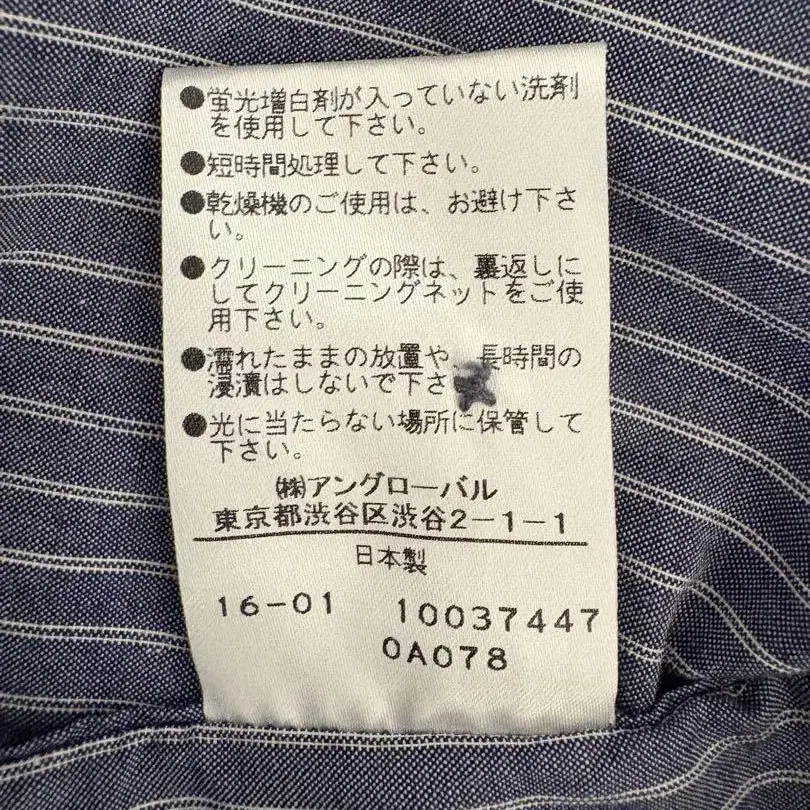 ●蛍光増白剤が入っていない洗剤
を使用して下さい。
●短時間処理して下さい。
●乾燥機のご使用は、お避け下さ
い。
●クリーニングの際は、裏返しに
してクリーニングネットをご使
用下さい。
●濡れたままの放置や、長時間の
浸漬はしないで下さ
●光に当たらない場所に保管して
下さい。
㈱アングローバル
東京都渋谷区渋谷2-1-1
日本製
16-01 10037447
0A078